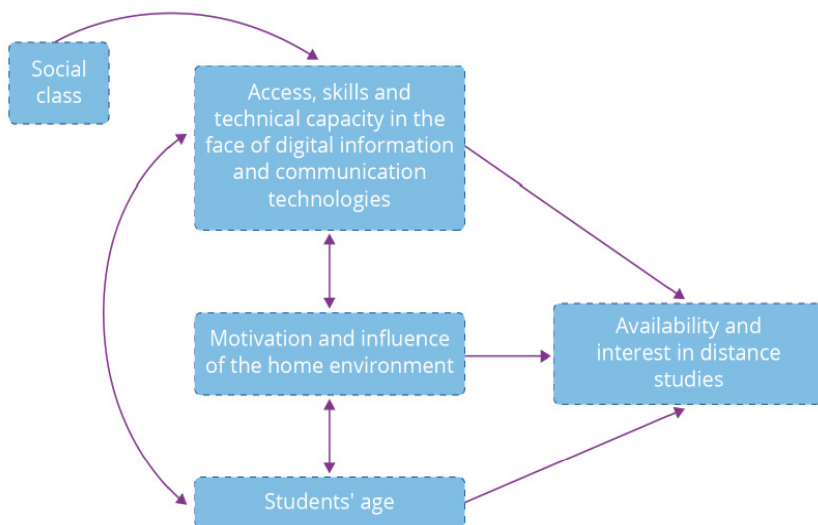 Social
class
Access, skills and
technical capacity in the
face of digital information
and communication
technologies
Motivation and influence
of the home environment
Availability and
interest in distance
studies
Students' age